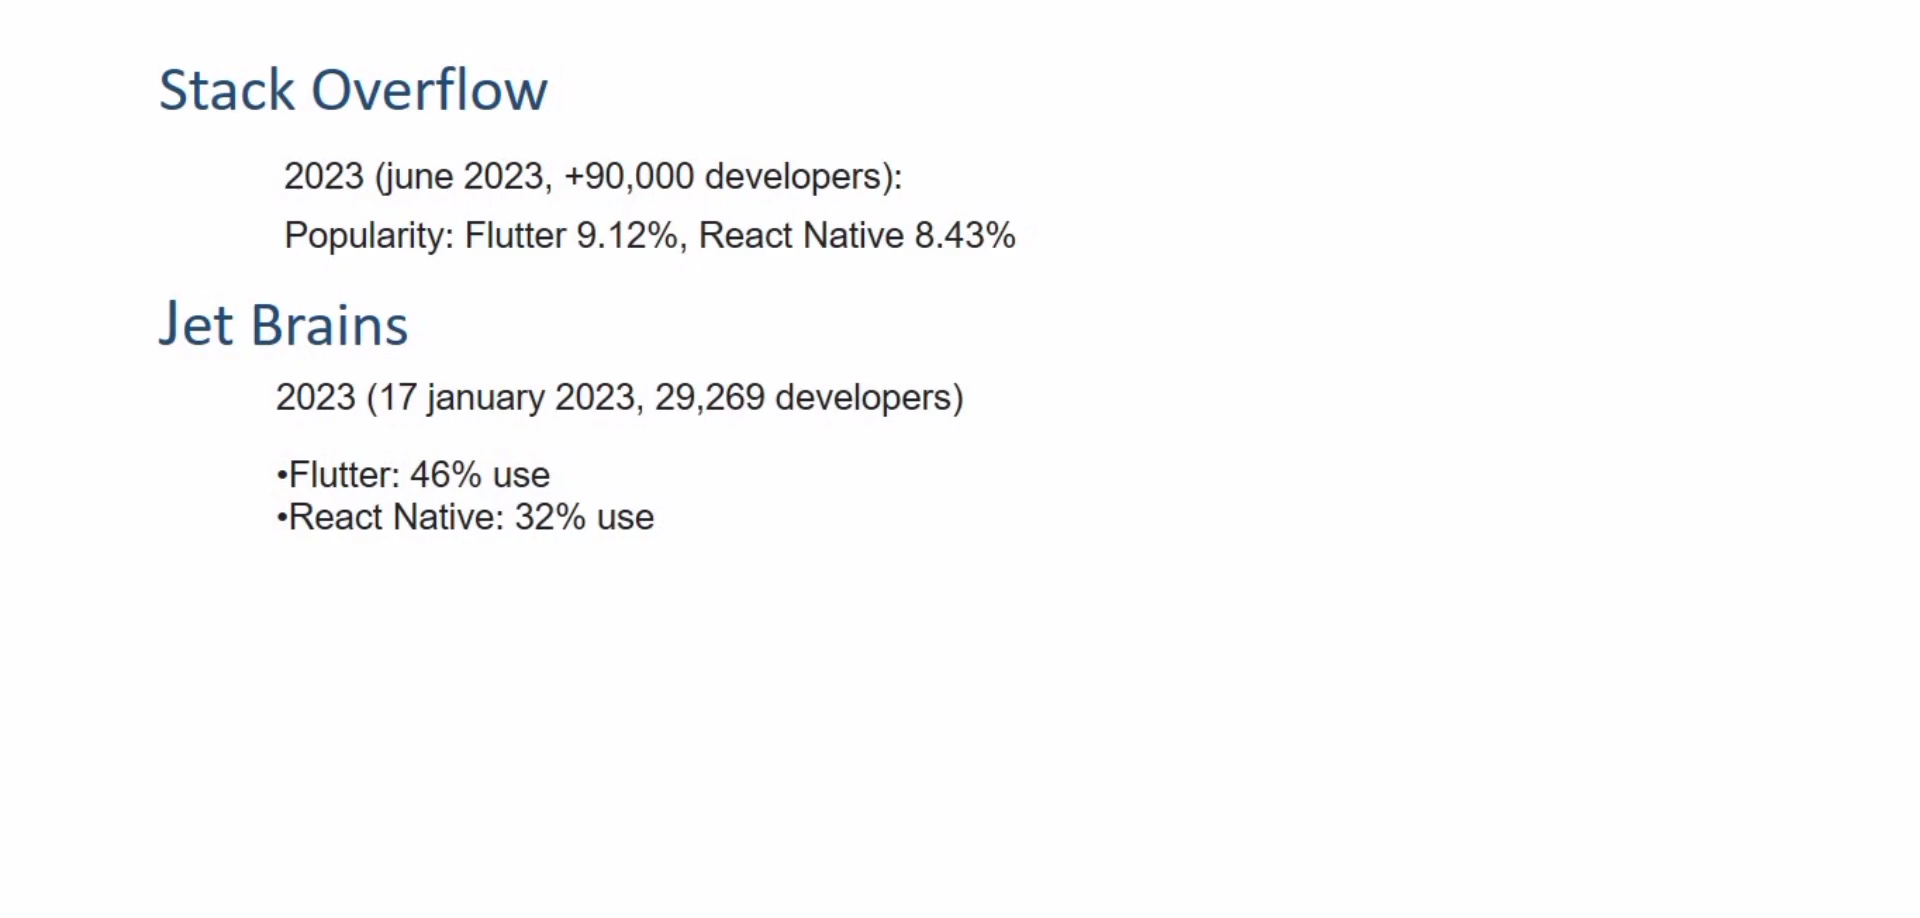 Stack Overflow
2023 (june 2023, +90,000 developers):
Popularity: Flutter 9.12%, React Native 8.43%
Jet Brains
2023 (17 january 2023, 29,269 developers)
•Flutter: 46% use
•React Native: 32% use